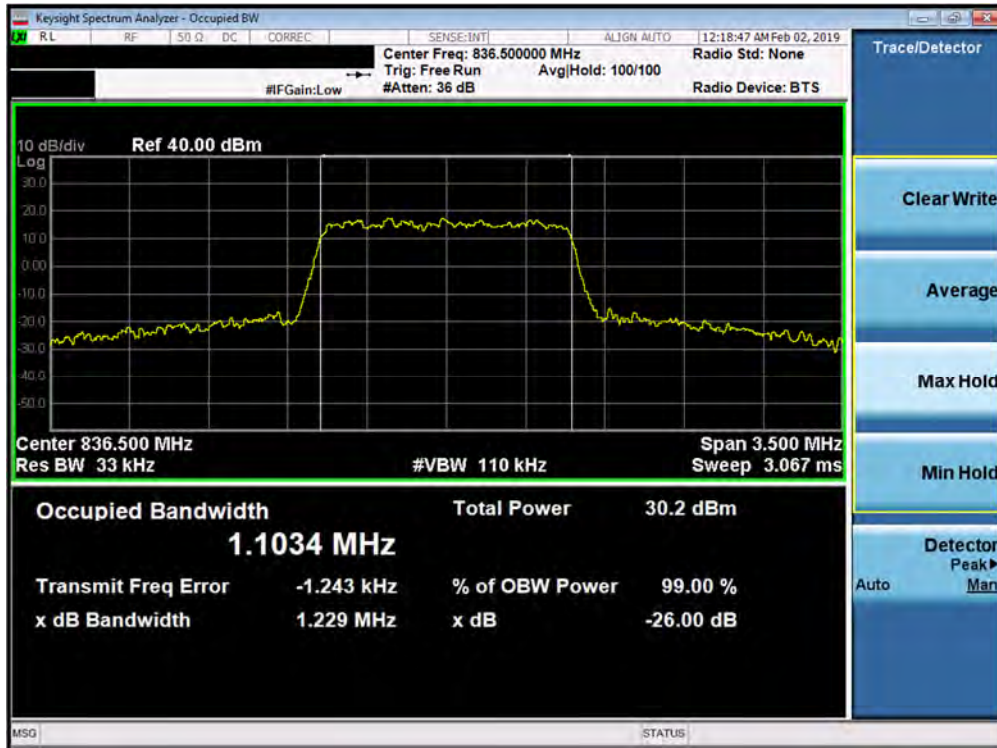 Keysight Spectrum Analyzer - Occupied BW
LXI RL RF 50 Ω DC CORREC SENSE:INT ALIGN AUTO 12:18:47 AM Feb 02, 2019
Center Freq: 836.500000 MHz Radio Std: None
Trig: Free Run Avg|Hold: 100/100
#IFGain:Low #Atten: 36 dB Radio Device: BTS
10 dB/div Ref 40.00 dBm
Log
30.0
20.0
10.0
0.00
-10.0
-20.0
-30.0
-40.0
-50.0
Center 836.500 MHz Span 3.500 MHz
Res BW 33 kHz #VBW 110 kHz Sweep 3.067 ms
Occupied Bandwidth Total Power 30.2 dBm
1.1034 MHz
Transmit Freq Error -1.243 kHz % of OBW Power 99.00 %
x dB Bandwidth 1.229 MHz x dB -26.00 dB
MSG STATUS
Trace/Detector
Clear Write
Average
Max Hold
Min Hold
Detector
Peak▶
Auto Man